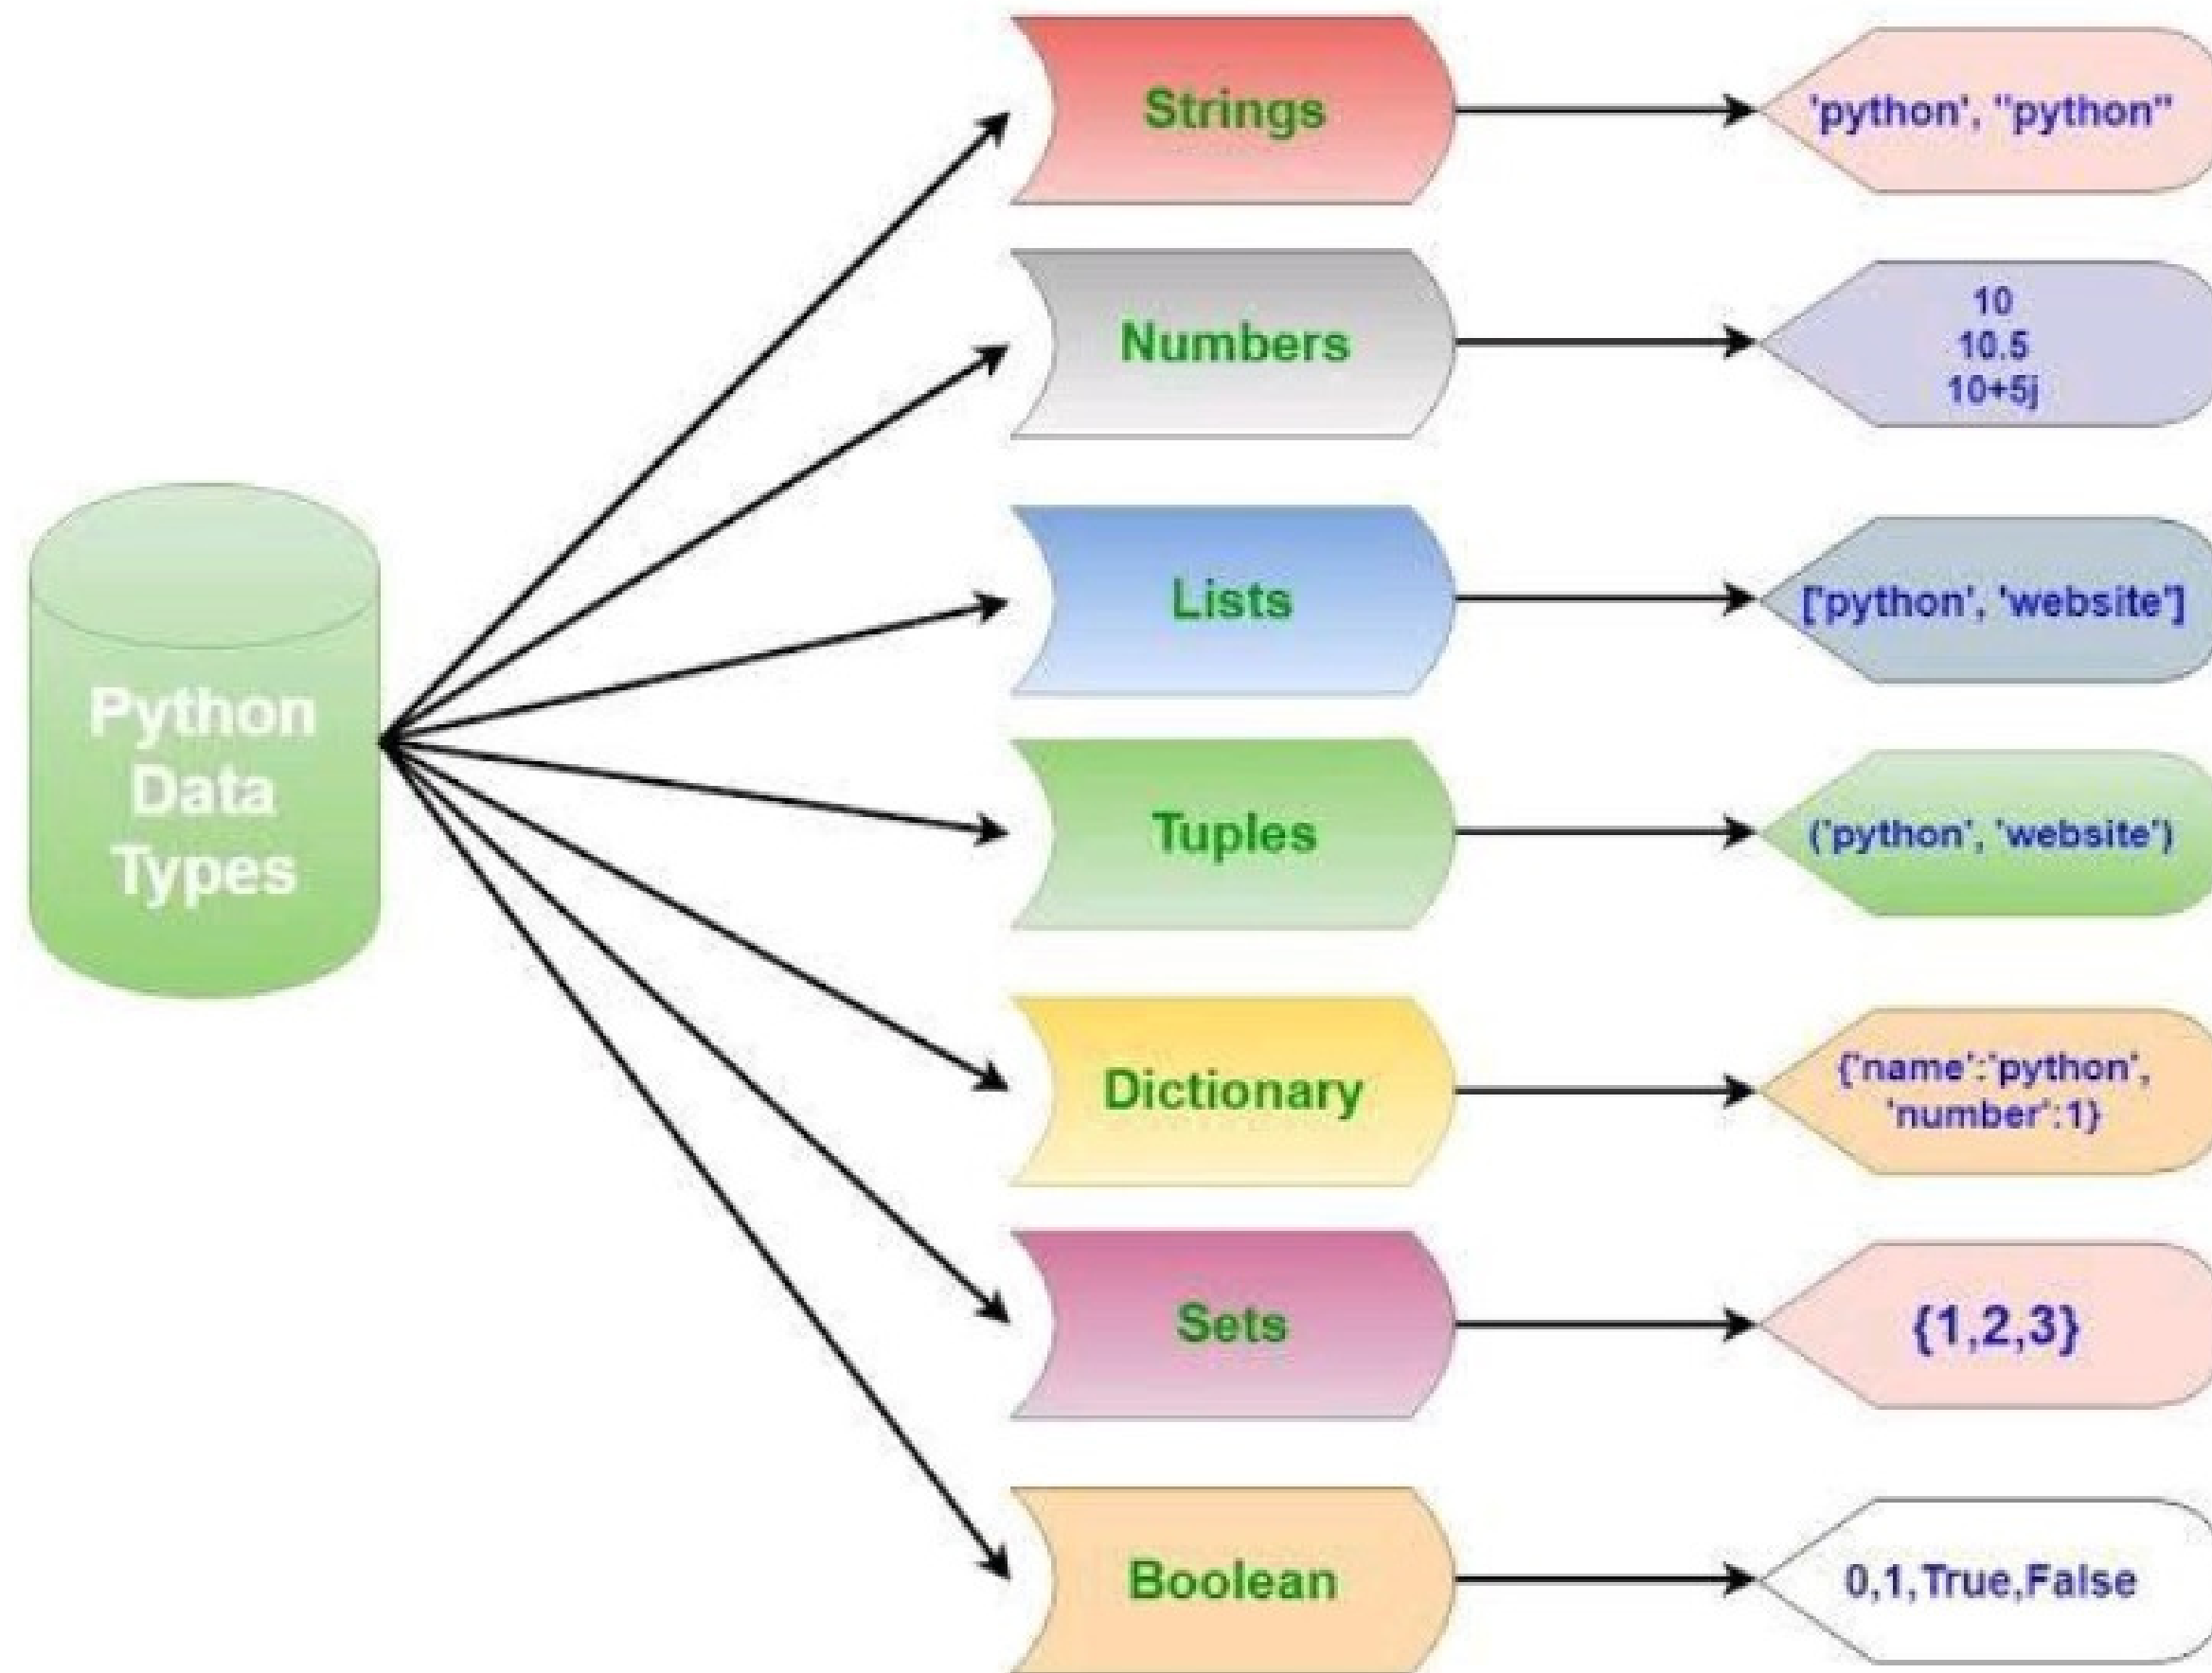 Python
Data
Types
Strings
'python', "python"
Numbers
10
10.5
10+5j
Lists
['python', 'website']
Tuples
('python', 'website')
Dictionary
{'name':'python',
'number':1}
Sets
{1,2,3}
Boolean
0,1,True,False